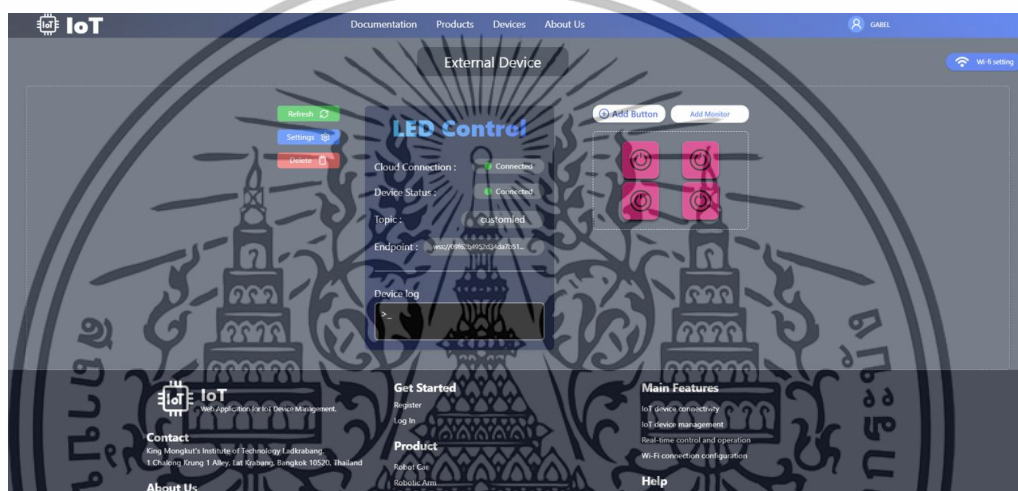 IoT
IoT
Documentation
Products
Devices
About Us
GABEL
External Device
Wi-fi setting
Refresh
Settings
Delete
LED Control
Cloud Connection :
Connected
Device Status :
Connected
Topic :
customied
Endpoint :
Device log
>_
Add Button
Add Monitor
IoT
IoT
Web Application for IoT Device Management.
Contact
King Mongkut's Institute of Technology Ladkrabang.
1 Chalong Krung 1 Alley, Lat Krabang, Bangkok 10520, Thailand
About Us
Get Started
Register
Log In
Product
Robot Car
Robotic Arm
Main Features
IoT device connectivity
IoT device management
Real-time control and operation
Wi-Fi connection configuration
Help